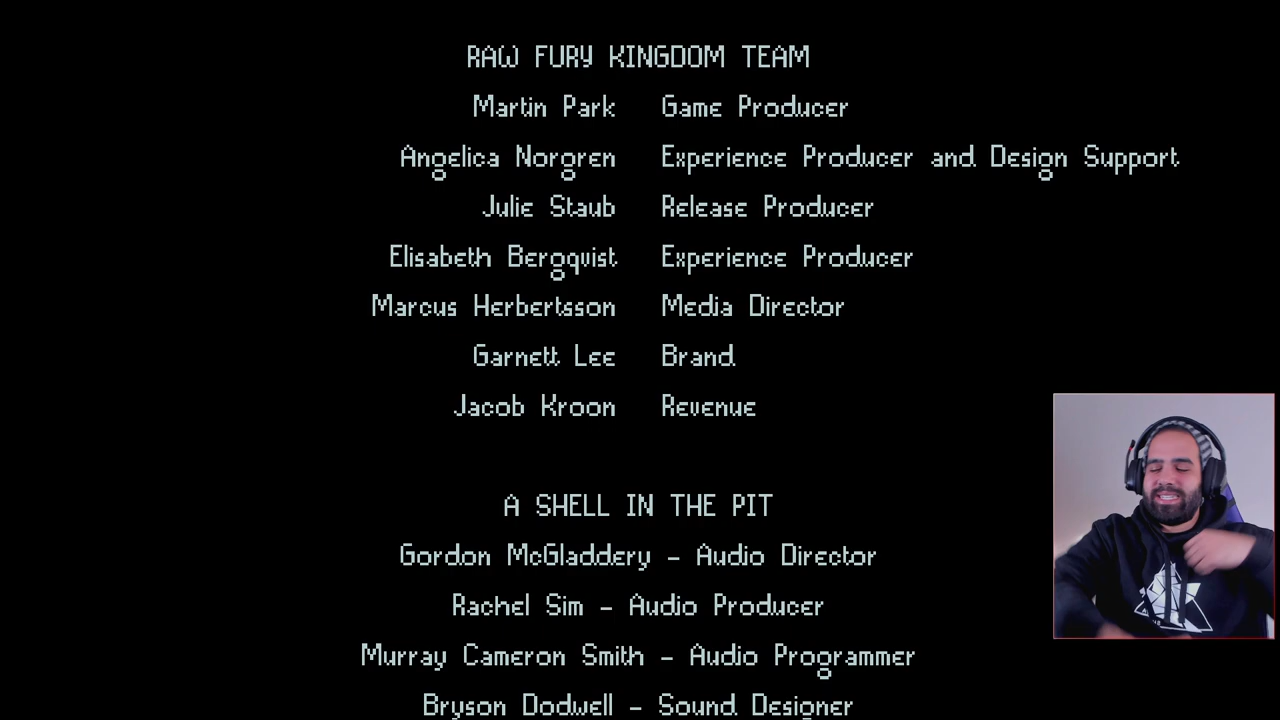 RAW FURY KINGDOM TEAM
Martin Park Game Producer
Angelica Norgren Experience Producer and Design Support
Julie Staub Release Producer
Elisabeth Bergqvist Experience Producer
Marcus Herbertsson Media Director
Garnett Lee Brand
Jacob Kroon Revenue
A SHELL IN THE PIT
Gordon McGladdery - Audio Director
Rachel Sim - Audio Producer
Murray Cameron Smith - Audio Programmer
Bryson Dodwell - Sound Designer